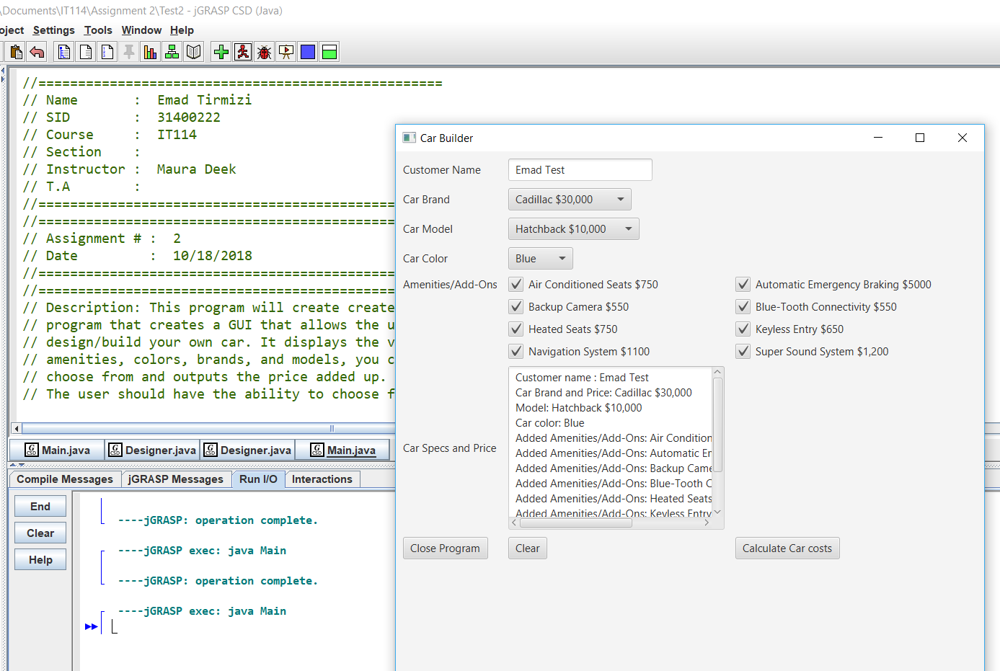 \Documents\IT114\Assignment 2\Test2 - jGRASP CSD (Java)
oject Settings Tools Window Help
//===================================================
// Name : Emad Tirmizi
// SID : 31400222
// Course : IT114
// Section :
// Instructor : Maura Deek
// T.A :
//=============================================
//=============================================
// Assignment # : 2
// Date : 10/18/2018
//=============================================
//=============================================
// Description: This program will create create
// program that creates a GUI that allows the u
// design/build your own car. It displays the v
// amenities, colors, brands, and models, you c
// choose from and outputs the price added up.
// The user should have the ability to choose f
Main.java Designer.java Designer.java Main.java
Compile Messages jGRASP Messages Run I/O Interactions
End
Clear
Help
----jGRASP: operation complete.
----jGRASP exec: java Main
----jGRASP: operation complete.
----jGRASP exec: java Main
Car Builder
Customer Name Emad Test
Car Brand Cadillac $30,000
Car Model Hatchback $10,000
Car Color Blue
Amenities/Add-Ons Air Conditioned Seats $750 Automatic Emergency Braking $5000
Backup Camera $550 Blue-Tooth Connectivity $550
Heated Seats $750 Keyless Entry $650
Navigation System $1100 Super Sound System $1,200
Car Specs and Price
Customer name : Emad Test
Car Brand and Price: Cadillac $30,000
Model: Hatchback $10,000
Car color: Blue
Added Amenities/Add-Ons: Air Condition
Added Amenities/Add-Ons: Automatic Er
Added Amenities/Add-Ons: Backup Came
Added Amenities/Add-Ons: Blue-Tooth C
Added Amenities/Add-Ons: Heated Seats
Added Amenities/Add-Ons: Keyless Entry
Close Program Clear Calculate Car costs